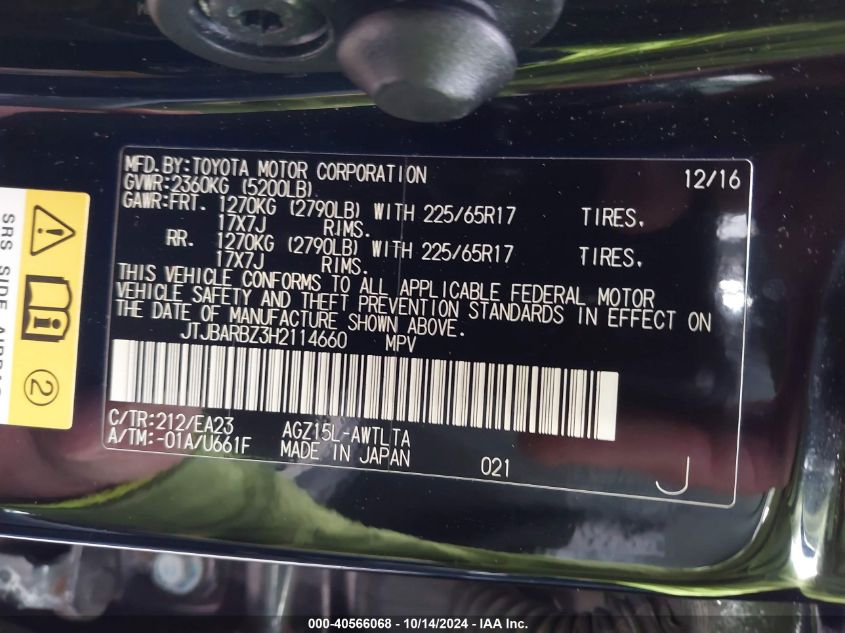 MFD. BY:TOYOTA MOTOR CORPORATION 12/16
GVWR:2360KG (5200LB)
GAWR:FRT. 1270KG (2790LB) WITH 225/65R17 TIRES,
17X7J RIMS.
RR. 1270KG (2790LB) WITH 225/65R17 TIRES,
17X7J RIMS.
THIS VEHICLE CONFORMS TO ALL APPLICABLE FEDERAL MOTOR
VEHICLE SAFETY AND THEFT PREVENTION STANDARDS IN EFFECT ON
THE DATE OF MANUFACTURE SHOWN ABOVE.
JTJBARBZ3H2114660 MPV
C/TR:212/EA23 AGZ15L-AWTLTA
A/TM:-01A/U661F MADE IN JAPAN 021 J
SRS SIDE
2
000-40566068 - 10/14/2024 - IAA Inc.